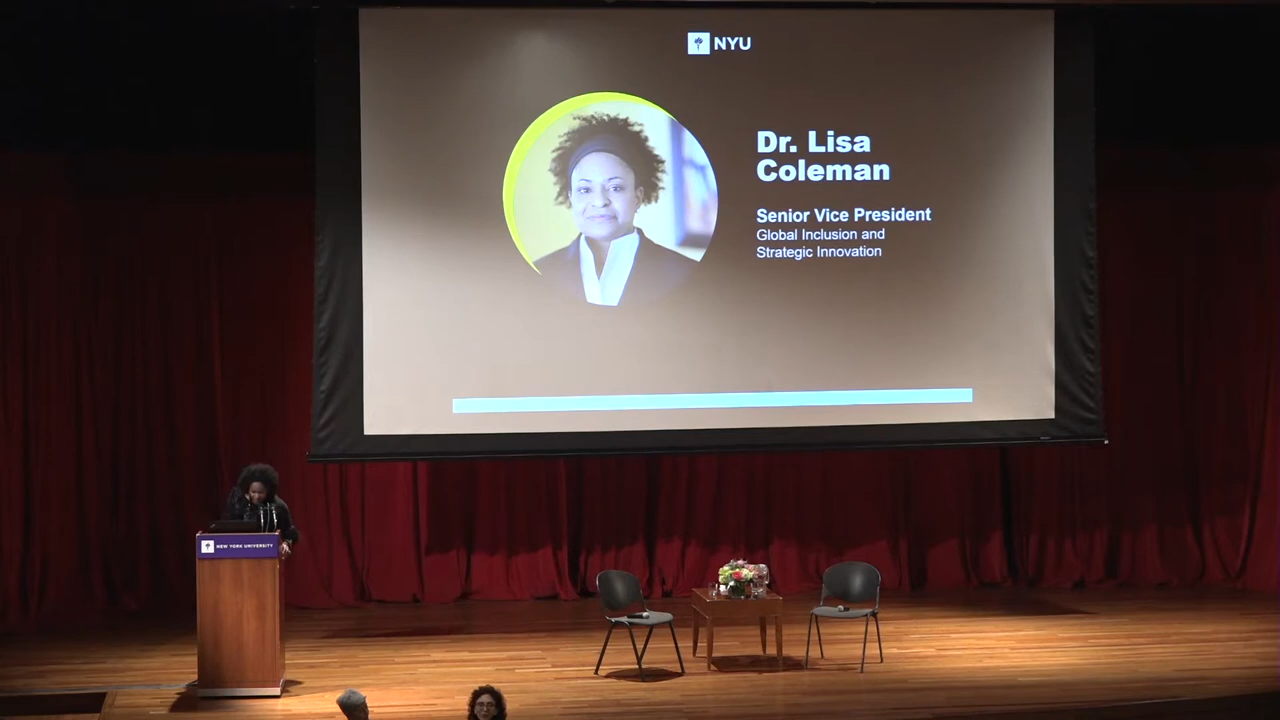 NYU
Dr. Lisa
Coleman
Senior Vice President
Global Inclusion and
Strategic Innovation
NEW YORK UNIVERSITY